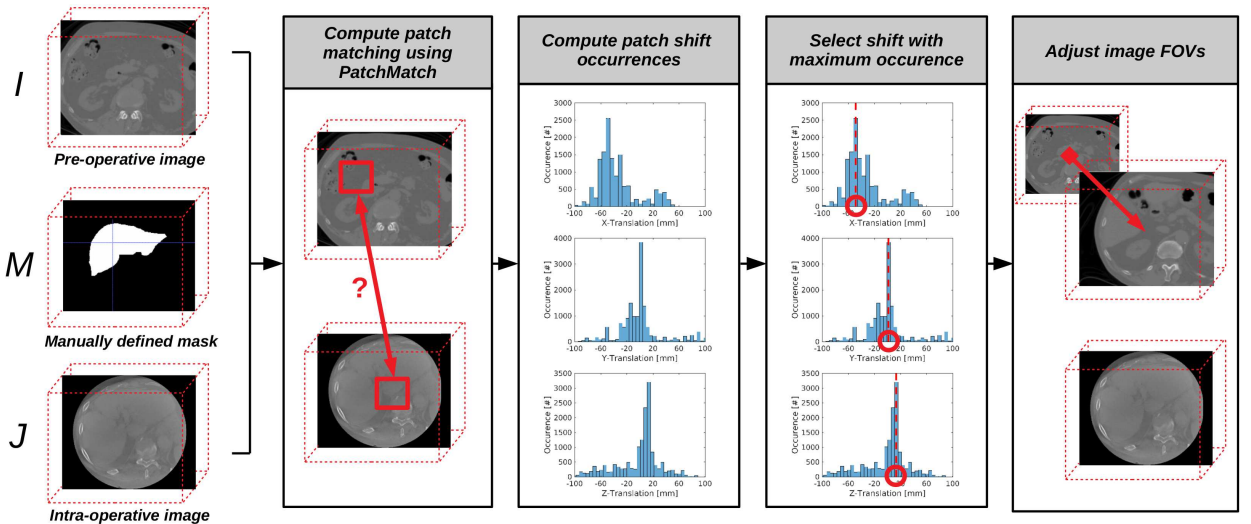 I
Pre-operative image
M
Manually defined mask
J
Intra-operative image
Compute patch
matching using
PatchMatch
?
Compute patch shift
occurrences
3000
2500
2000
1500
1000
500
0
Occurence [#]
-100 -60 -20 20 60 100
X-Translation [mm]
4000
3000
2000
1000
0
Occurence [#]
-100 -60 -20 20 60 100
Y-Translation [mm]
3500
3000
2500
2000
1500
1000
500
0
Occurence [#]
-100 -60 -20 20 60 100
Z-Translation [mm]
Select shift with
maximum occurence
3000
2500
2000
1500
1000
500
0
Occurence [#]
-100 -60 -20 20 60 100
X-Translation [mm]
4000
3000
2000
1000
0
Occurence [#]
-100 -60 -20 20 60 100
Y-Translation [mm]
3500
3000
2500
2000
1500
1000
500
0
Occurence [#]
-100 -60 -20 20 60 100
Z-Translation [mm]
Adjust image FOVs